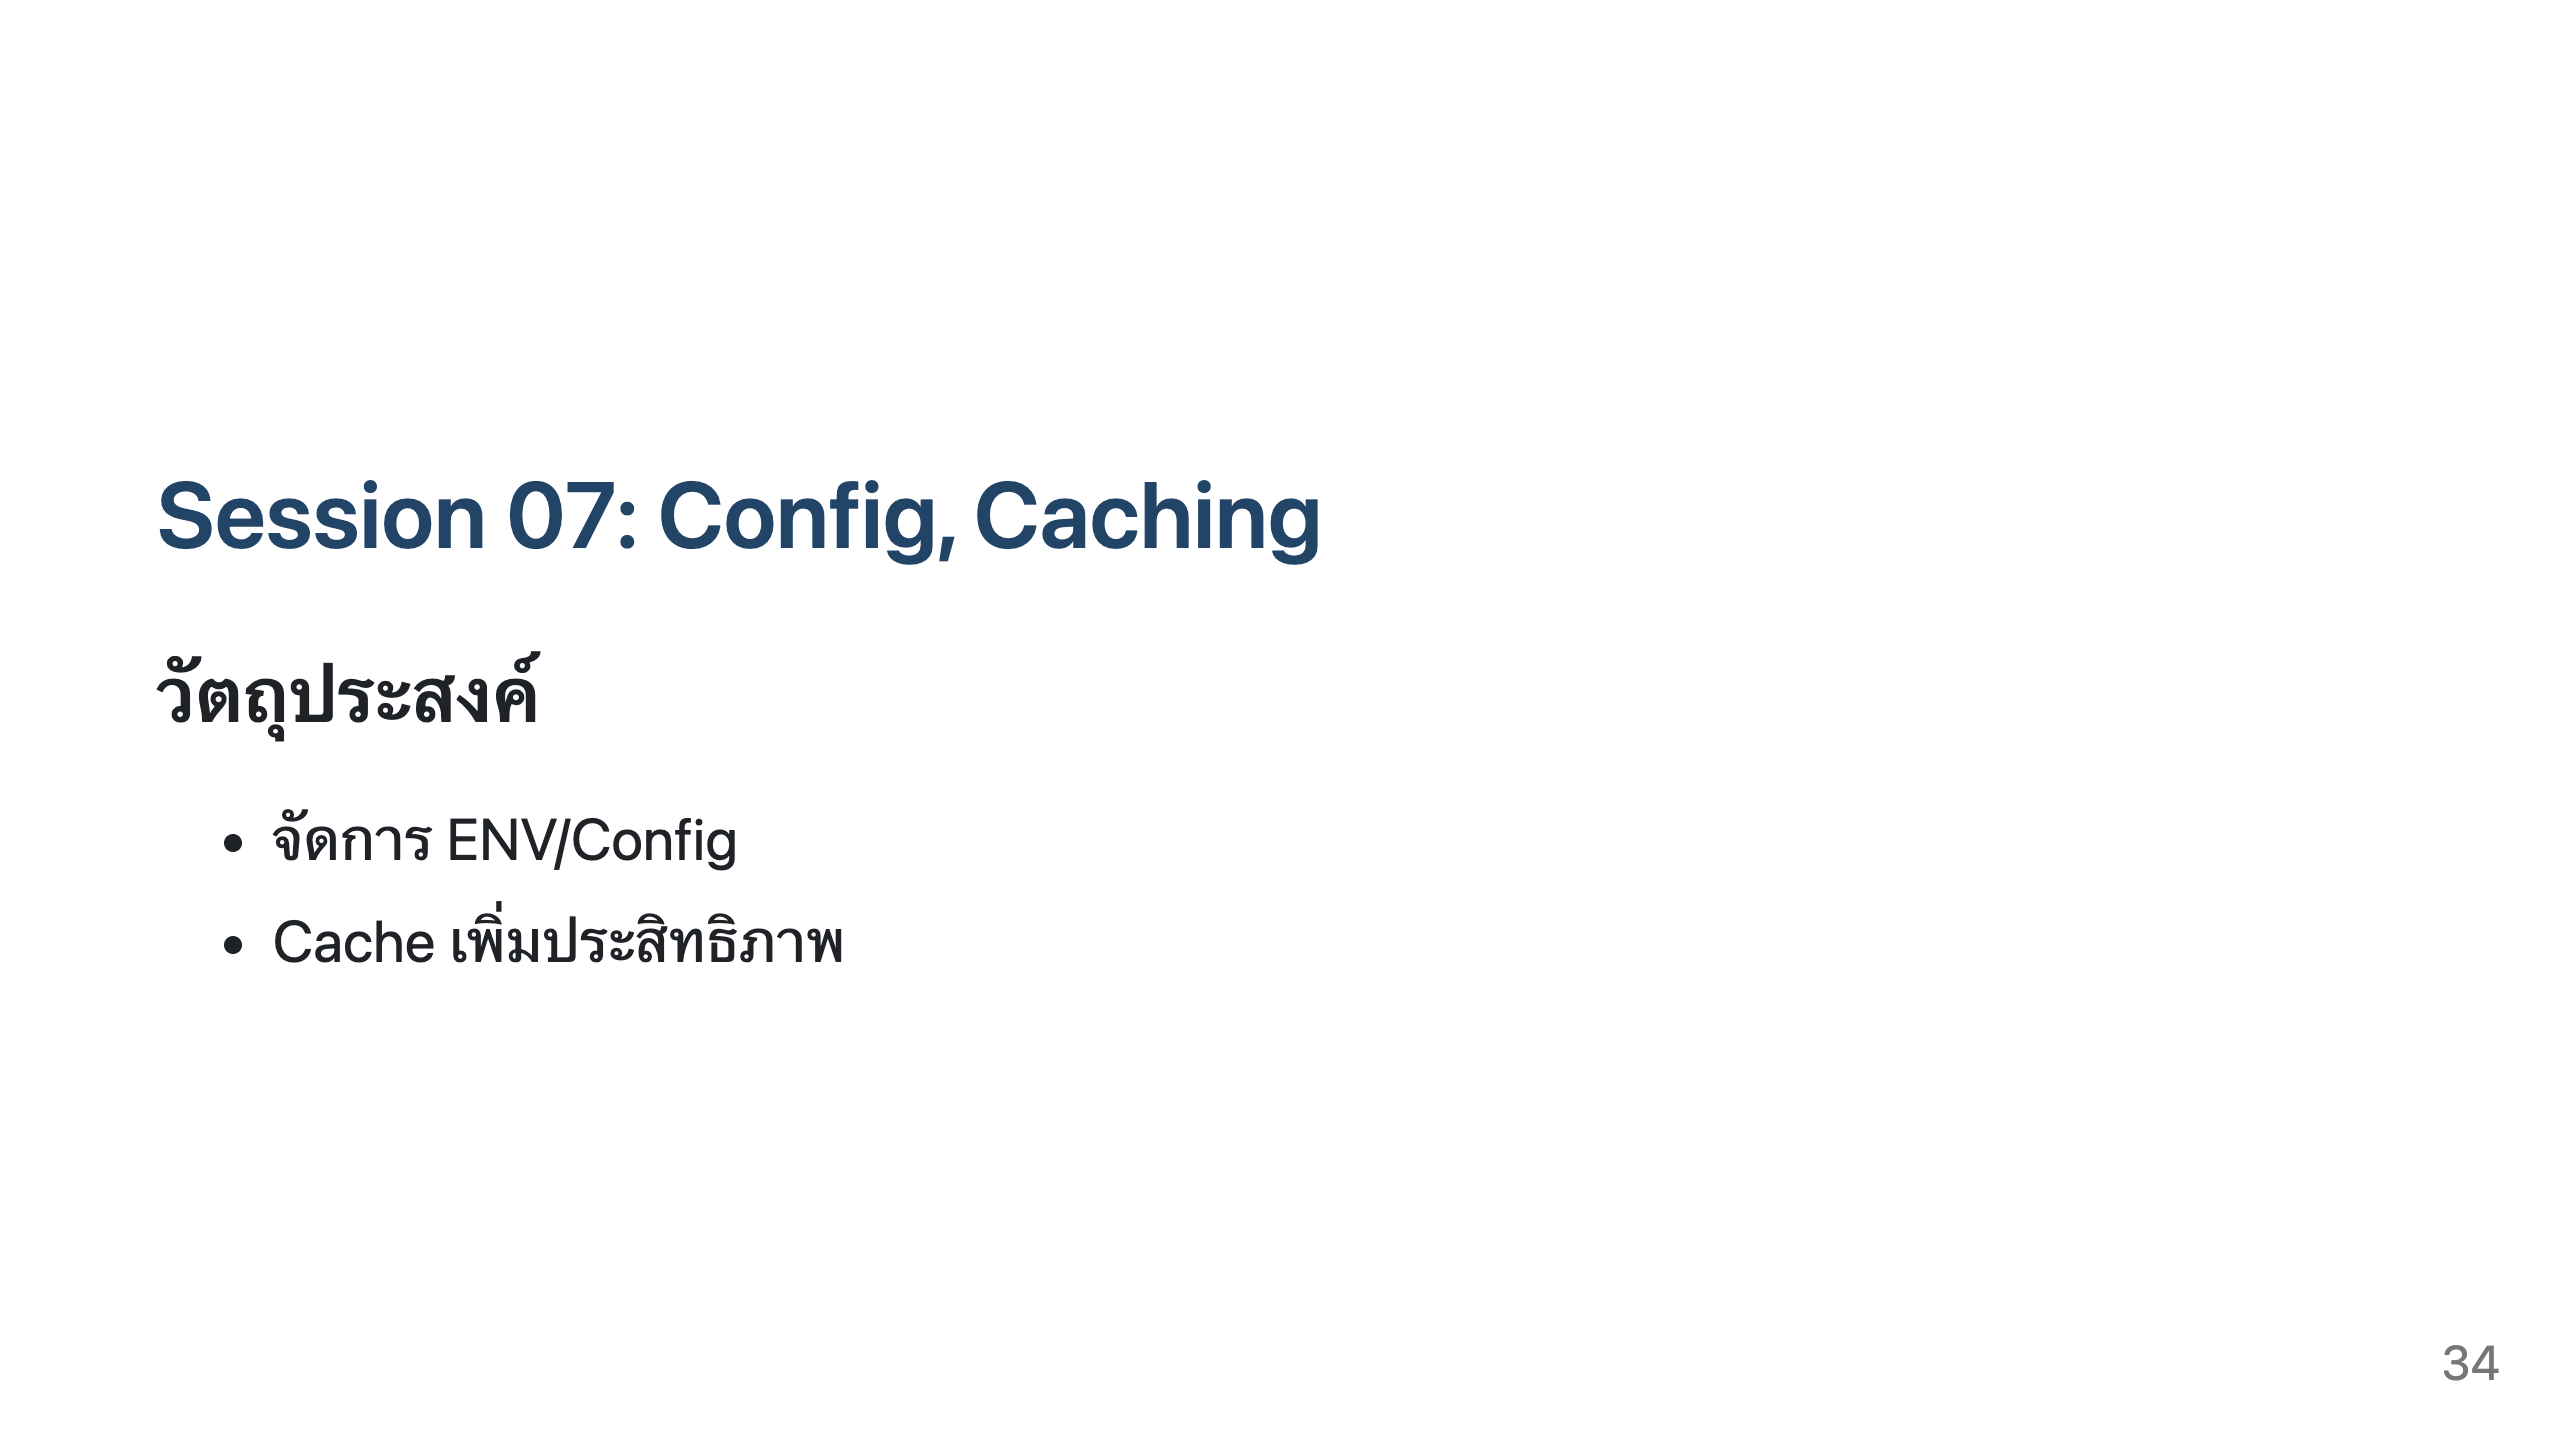 Session 07: Config, Caching
วัตถุประสงค์
• จัดการ ENV/Config
• Cache เพิ่มประสิทธิภาพ
34